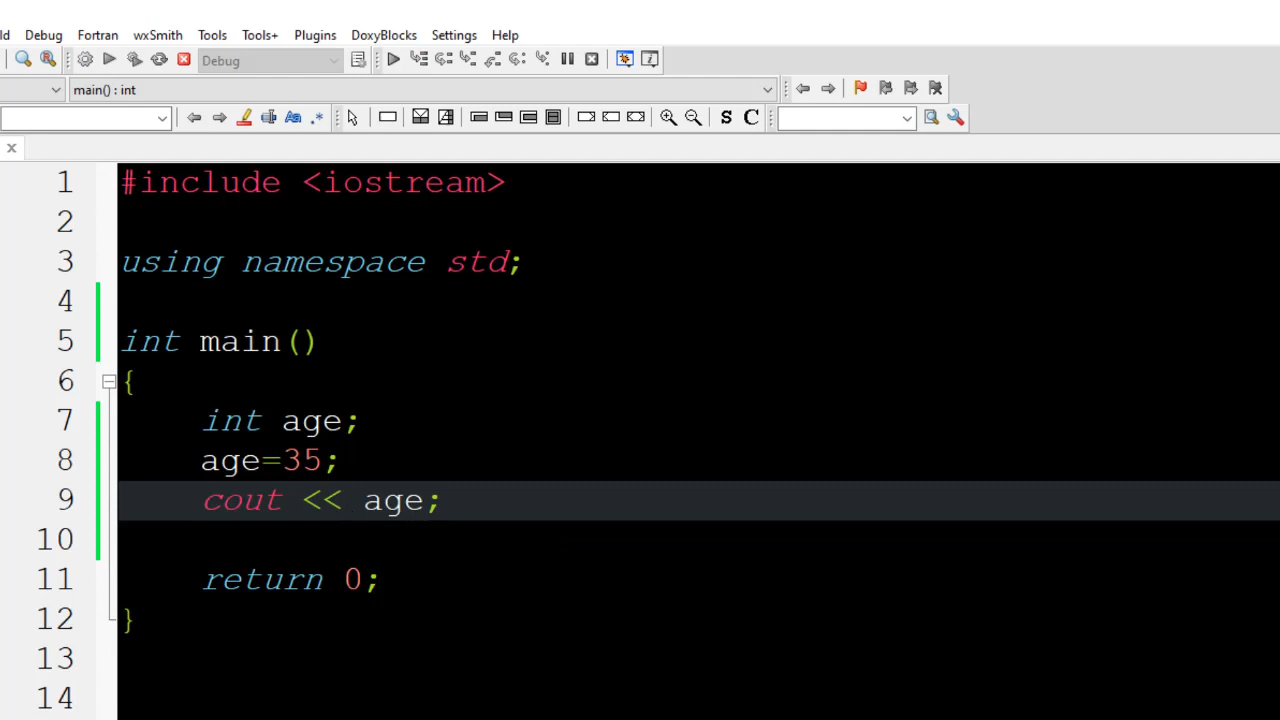 ld Debug Fortran wxSmith Tools Tools+ Plugins DoxyBlocks Settings Help
Debug
main() : int
S C
1 #include <iostream>
2
3 using namespace std;
4
5 int main()
6 {
7 int age;
8 age=35;
9 cout << age;
10
11 return 0;
12 }
13
14